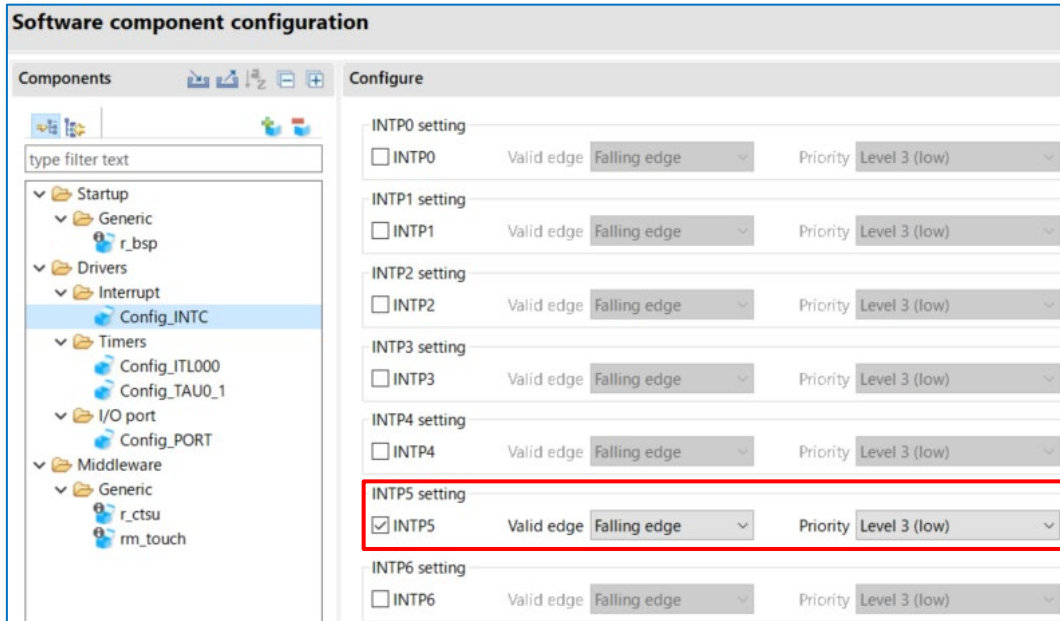 Software component configuration
Components
Configure
type filter text
Startup
Generic
r_bsp
Drivers
Interrupt
Config_INTC
Timers
Config_ITL000
Config_TAU0_1
I/O port
Config_PORT
Middleware
Generic
r_ctsu
rm_touch
INTP0 setting
INTP0 Valid edge Falling edge Priority Level 3 (low)
INTP1 setting
INTP1 Valid edge Falling edge Priority Level 3 (low)
INTP2 setting
INTP2 Valid edge Falling edge Priority Level 3 (low)
INTP3 setting
INTP3 Valid edge Falling edge Priority Level 3 (low)
INTP4 setting
INTP4 Valid edge Falling edge Priority Level 3 (low)
INTP5 setting
INTP5 Valid edge Falling edge Priority Level 3 (low)
INTP6 setting
INTP6 Valid edge Falling edge Priority Level 3 (low)